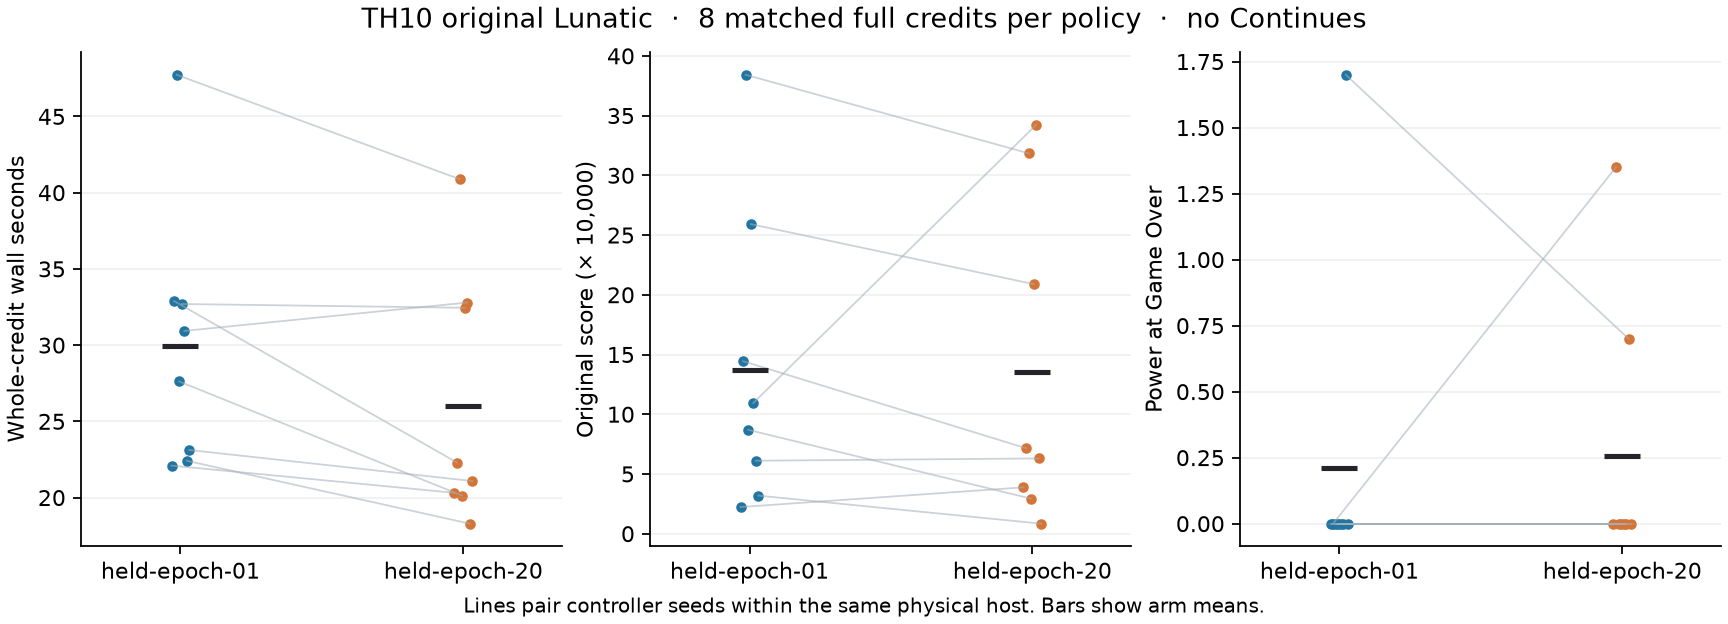 TH10 original Lunatic · 8 matched full credits per policy · no Continues
Whole-credit wall seconds
45
40
35
30
25
20
held-epoch-01
held-epoch-20
Original score (× 10,000)
40
35
30
25
20
15
10
5
0
held-epoch-01
held-epoch-20
Power at Game Over
1.75
1.50
1.25
1.00
0.75
0.50
0.25
0.00
held-epoch-01
held-epoch-20
Lines pair controller seeds within the same physical host. Bars show arm means.